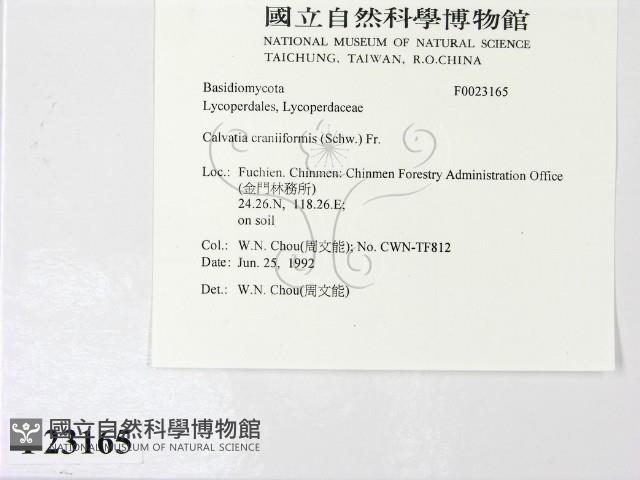 國立自然科學博物館
NATIONAL MUSEUM OF NATURAL SCIENCE
TAICHUNG, TAIWAN, R.O.CHINA
Basidiomycota F0023165
Lycoperdales, Lycoperdaceae
Calvatia craniiformis (Schw.) Fr.
Loc.: Fuchien. Chinmen: Chinmen Forestry Administration Office
(金門林務所)
24.26.N, 118.26.E;
on soil
Col.: W.N. Chou(周文能); No. CWN-TF812
Date: Jun. 25, 1992
Det.: W.N. Chou(周文能)
國立自然科學博物館
NATIONAL MUSEUM OF NATURAL SCIENCE
F23165